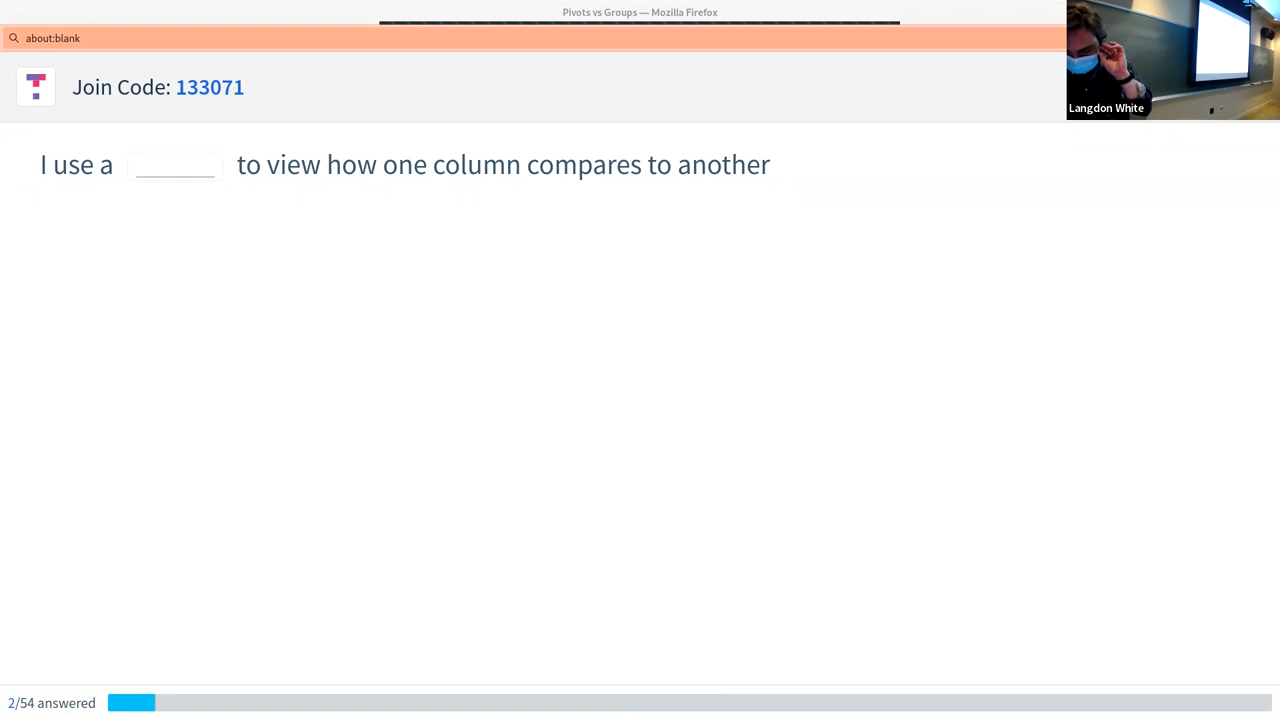 Pivots vs Groups — Mozilla Firefox
about:blank
Join Code: 133071
Langdon White
I use a ________ to view how one column compares to another
2/54 answered